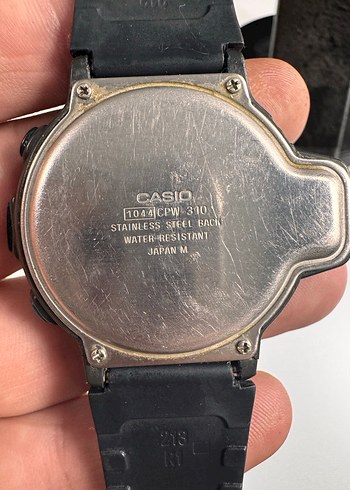 CASIO
1044 CPW-310
STAINLESS STEEL BACK
WATER RESISTANT
JAPAN M